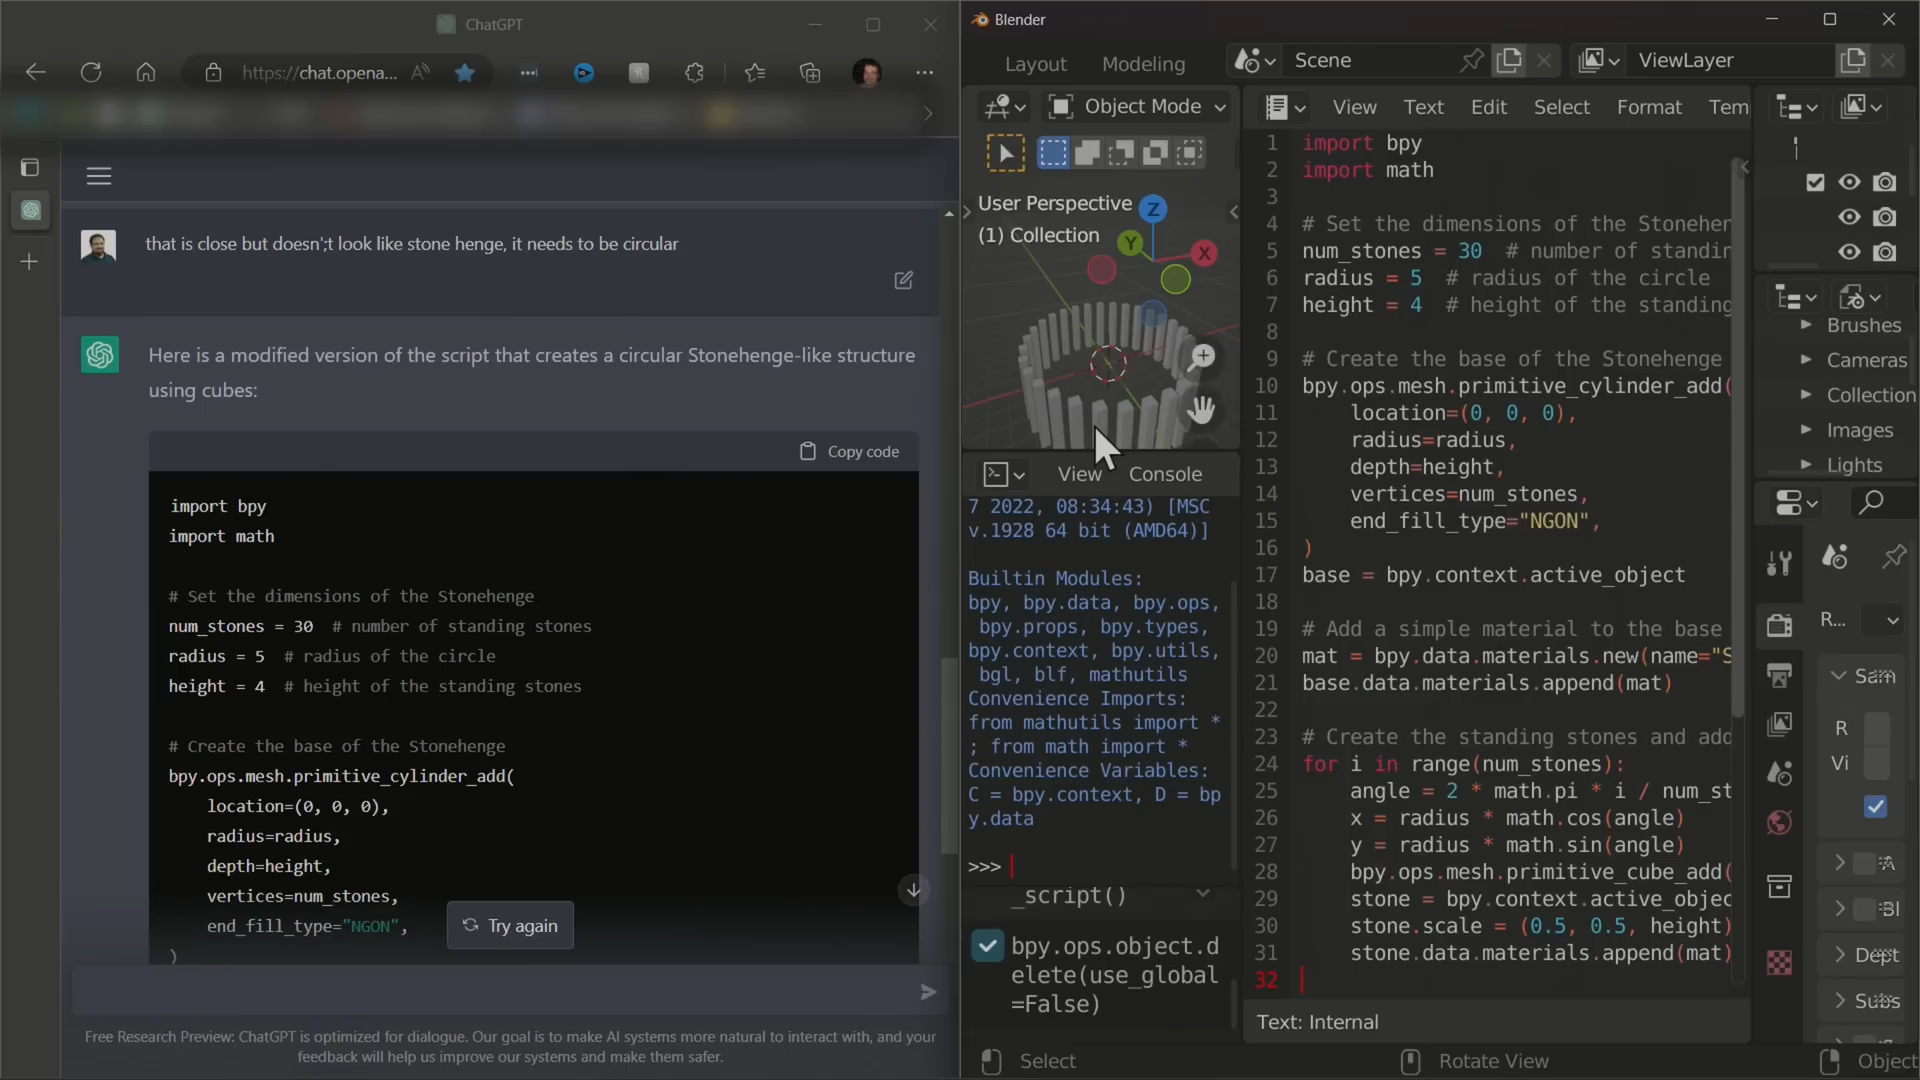 ChatGPT
https://chat.opena...
that is close but doesn';t look like stone henge, it needs to be circular
Here is a modified version of the script that creates a circular Stonehenge-like structure
using cubes:
Copy code
import bpy
import math
# Set the dimensions of the Stonehenge
num_stones = 30  # number of standing stones
radius = 5  # radius of the circle
height = 4  # height of the standing stones
# Create the base of the Stonehenge
bpy.ops.mesh.primitive_cylinder_add(
location=(0, 0, 0),
radius=radius,
depth=height,
vertices=num_stones,
end_fill_type="NGON",
)
Try again
Free Research Preview: ChatGPT is optimized for dialogue. Our goal is to make AI systems more natural to interact with, and your
feedback will help us improve our systems and make them safer.
Blender
Layout Modeling Scene ViewLayer
Object Mode
User Perspective
(1) Collection
Z
Y
X
View Console
7 2022, 08:34:43) [MSC
v.1928 64 bit (AMD64)]
Builtin Modules:
bpy, bpy.data, bpy.ops,
bpy.props, bpy.types,
bpy.context, bpy.utils,
bgl, blf, mathutils
Convenience Imports:
from mathutils import *
; from math import *
Convenience Variables:
C = bpy.context, D = bp
y.data
>>>
_script()
bpy.ops.object.d
elete(use_global
=False)
View Text Edit Select Format Tem
1 import bpy
2 import math
3
4 # Set the dimensions of the Stonehen
5 num_stones = 30  # number of standin
6 radius = 5  # radius of the circle
7 height = 4  # height of the standing
8
9 # Create the base of the Stonehenge
10 bpy.ops.mesh.primitive_cylinder_add(
11 location=(0, 0, 0),
12 radius=radius,
13 depth=height,
14 vertices=num_stones,
15 end_fill_type="NGON",
16 )
17 base = bpy.context.active_object
18
19 # Add a simple material to the base
20 mat = bpy.data.materials.new(name="S
21 base.data.materials.append(mat)
22
23 # Create the standing stones and add
24 for i in range(num_stones):
25 angle = 2 * math.pi * i / num_st
26 x = radius * math.cos(angle)
27 y = radius * math.sin(angle)
28 bpy.ops.mesh.primitive_cube_add(
29 stone = bpy.context.active_objec
30 stone.scale = (0.5, 0.5, height)
31 stone.data.materials.append(mat)
32
Text: Internal
Brushes
Cameras
Collection
Images
Lights
R...
Sam
R
Vi
Bl
Dept
Subs
Select
Rotate View
Object